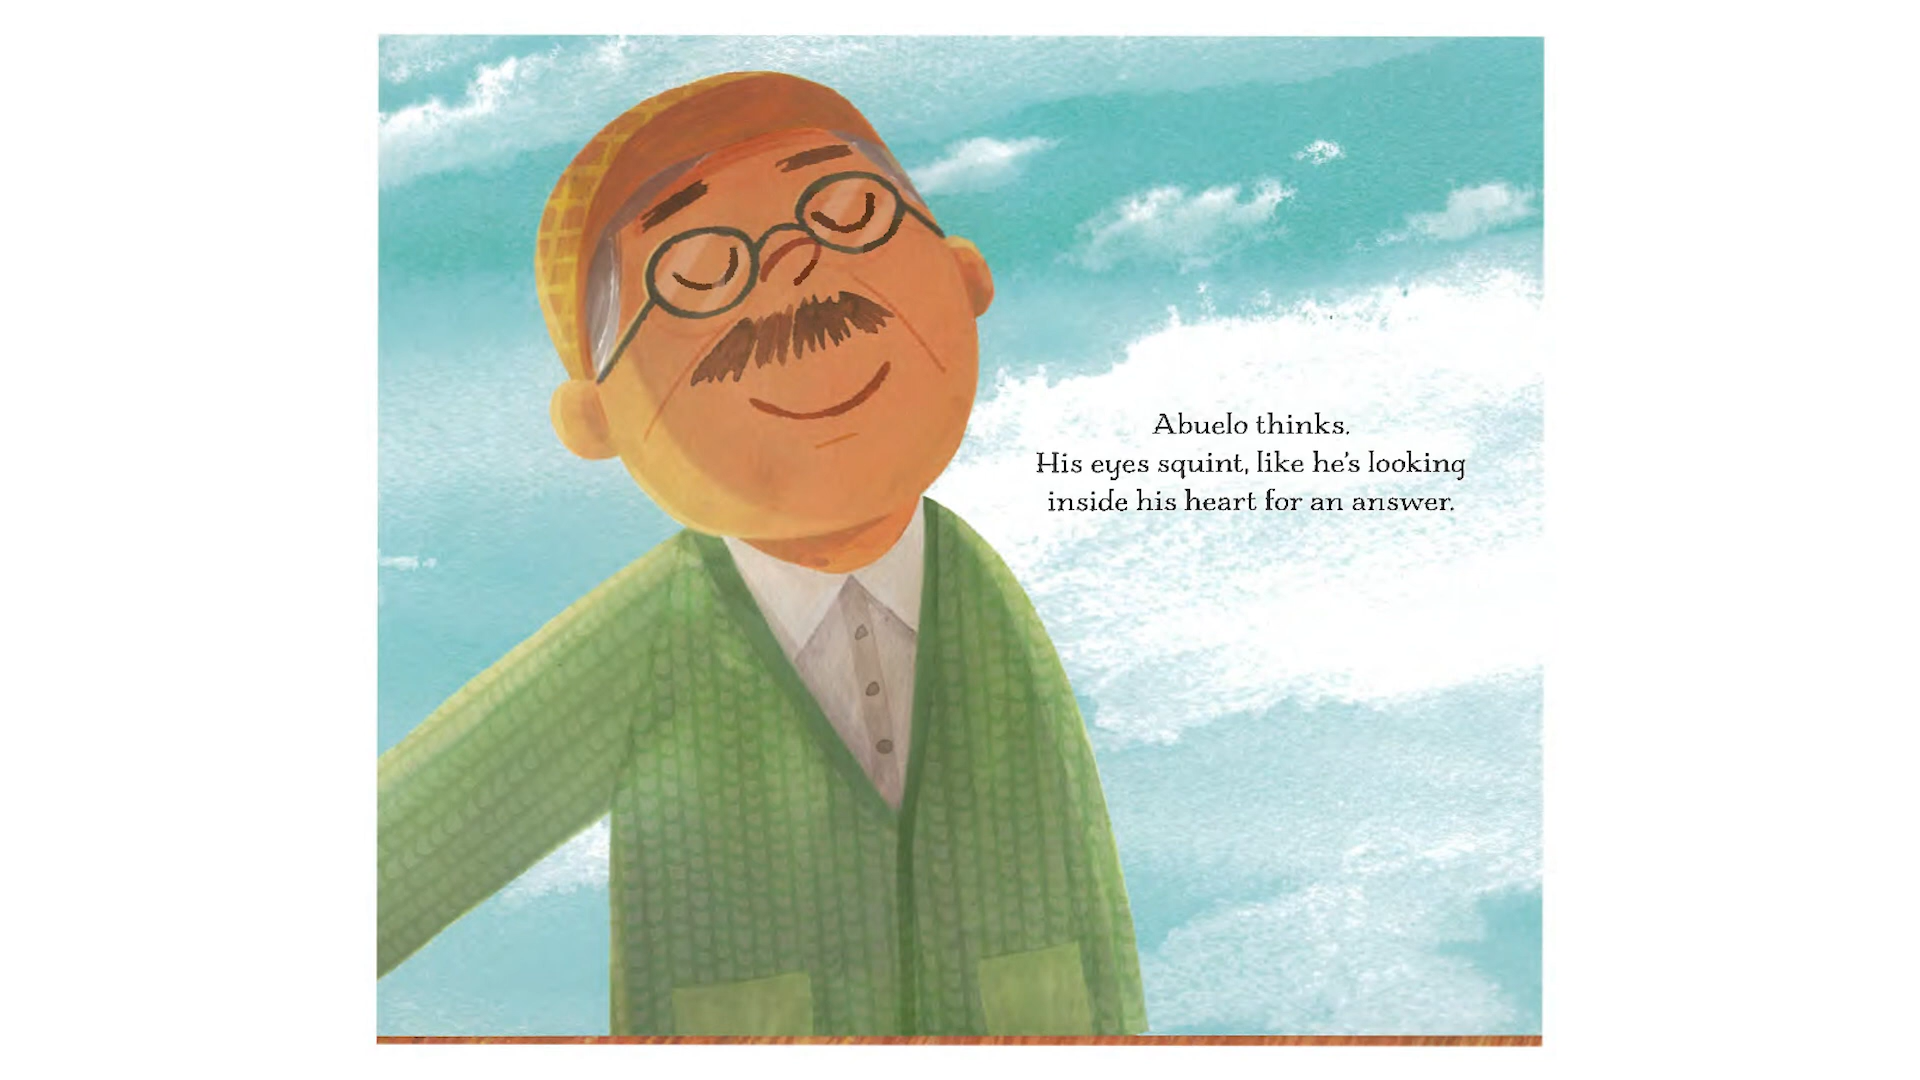 Abuelo thinks.
His eyes squint, like he's looking
inside his heart for an answer.